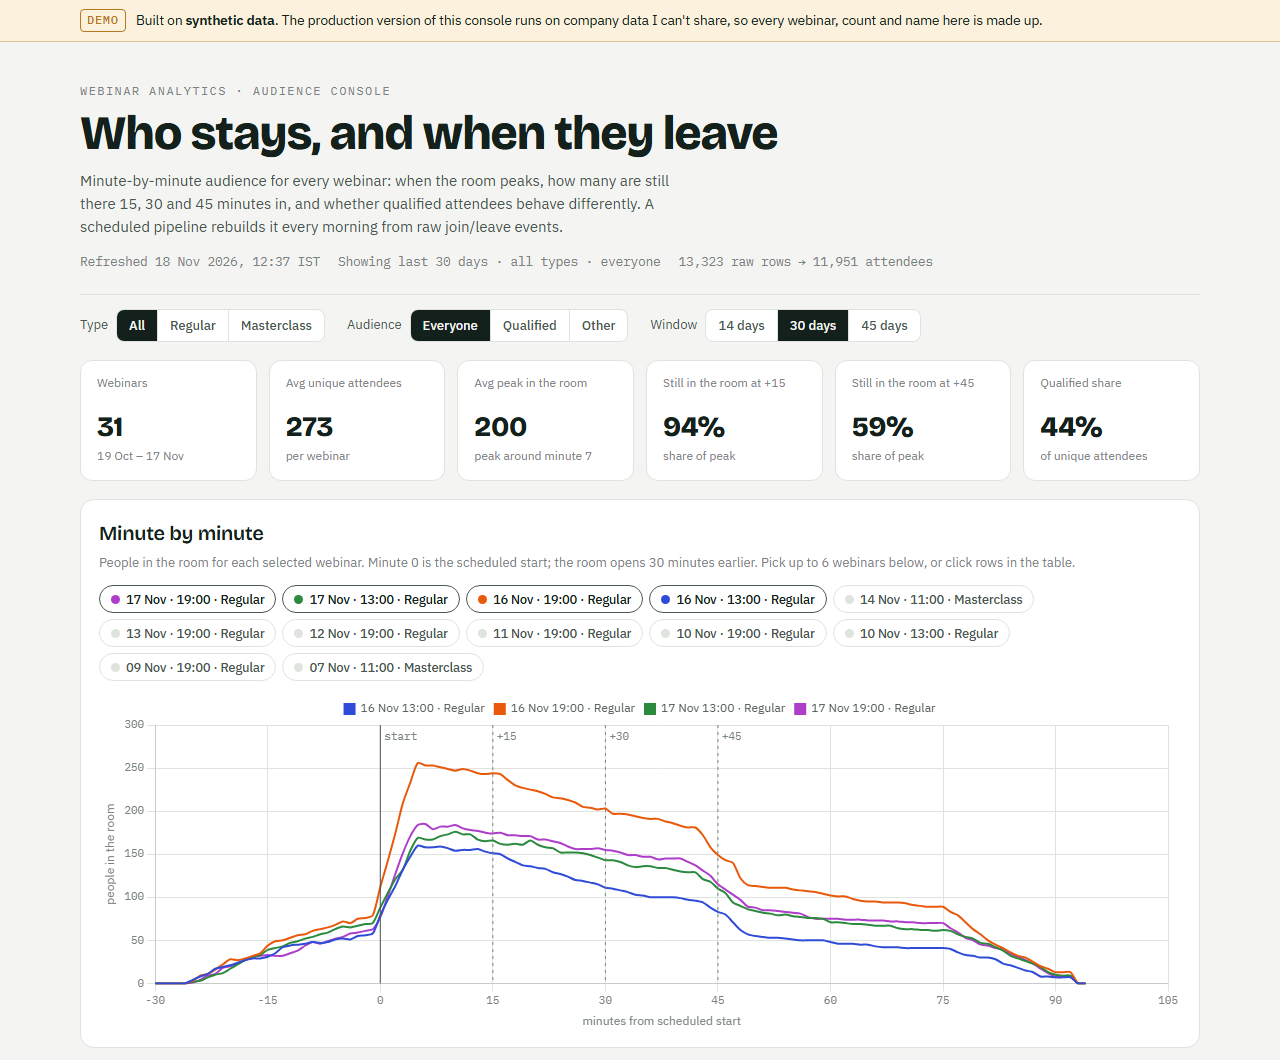 DEMO Built on synthetic data. The production version of this console runs on company data I can't share, so every webinar, count and name here is made up.
WEBINAR ANALYTICS · AUDIENCE CONSOLE
Who stays, and when they leave
Minute-by-minute audience for every webinar: when the room peaks, how many are still
there 15, 30 and 45 minutes in, and whether qualified attendees behave differently. A
scheduled pipeline rebuilds it every morning from raw join/leave events.
Refreshed 18 Nov 2026, 12:37 IST Showing last 30 days · all types · everyone 13,323 raw rows → 11,951 attendees
Type All Regular Masterclass Audience Everyone Qualified Other Window 14 days 30 days 45 days
Webinars Avg unique attendees Avg peak in the room Still in the room at +15 Still in the room at +45 Qualified share
31 273 200 94% 59% 44%
19 Oct – 17 Nov per webinar peak around minute 7 share of peak share of peak of unique attendees
Minute by minute
People in the room for each selected webinar. Minute 0 is the scheduled start; the room opens 30 minutes earlier. Pick up to 6 webinars below, or click rows in the table.
17 Nov · 19:00 · Regular 17 Nov · 13:00 · Regular 16 Nov · 19:00 · Regular 16 Nov · 13:00 · Regular 14 Nov · 11:00 · Masterclass
13 Nov · 19:00 · Regular 12 Nov · 19:00 · Regular 11 Nov · 19:00 · Regular 10 Nov · 19:00 · Regular 10 Nov · 13:00 · Regular
09 Nov · 19:00 · Regular 07 Nov · 11:00 · Masterclass
16 Nov 13:00 · Regular 16 Nov 19:00 · Regular 17 Nov 13:00 · Regular 17 Nov 19:00 · Regular
300
start +15 +30 +45
250
200
150
100
50
0
people in the room
-30 -15 0 15 30 45 60 75 90 105
minutes from scheduled start